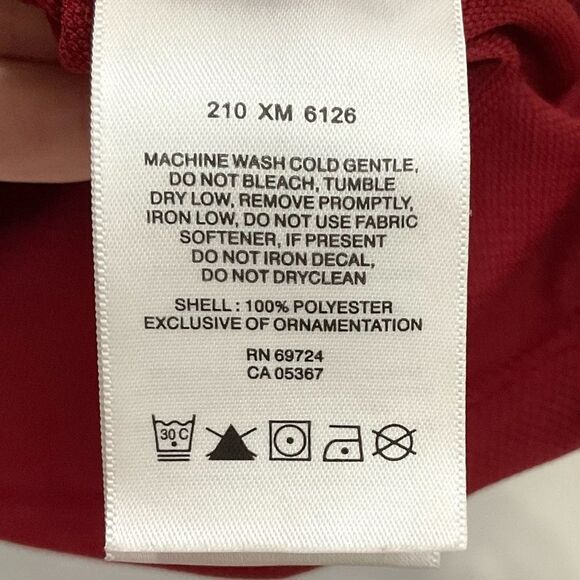 210 XM 6126
MACHINE WASH COLD GENTLE,
DO NOT BLEACH, TUMBLE
DRY LOW, REMOVE PROMPTLY,
IRON LOW, DO NOT USE FABRIC
SOFTENER, IF PRESENT
DO NOT IRON DECAL,
DO NOT DRYCLEAN
SHELL: 100% POLYESTER
EXCLUSIVE OF ORNAMENTATION
RN 69724
CA 05367
30 C